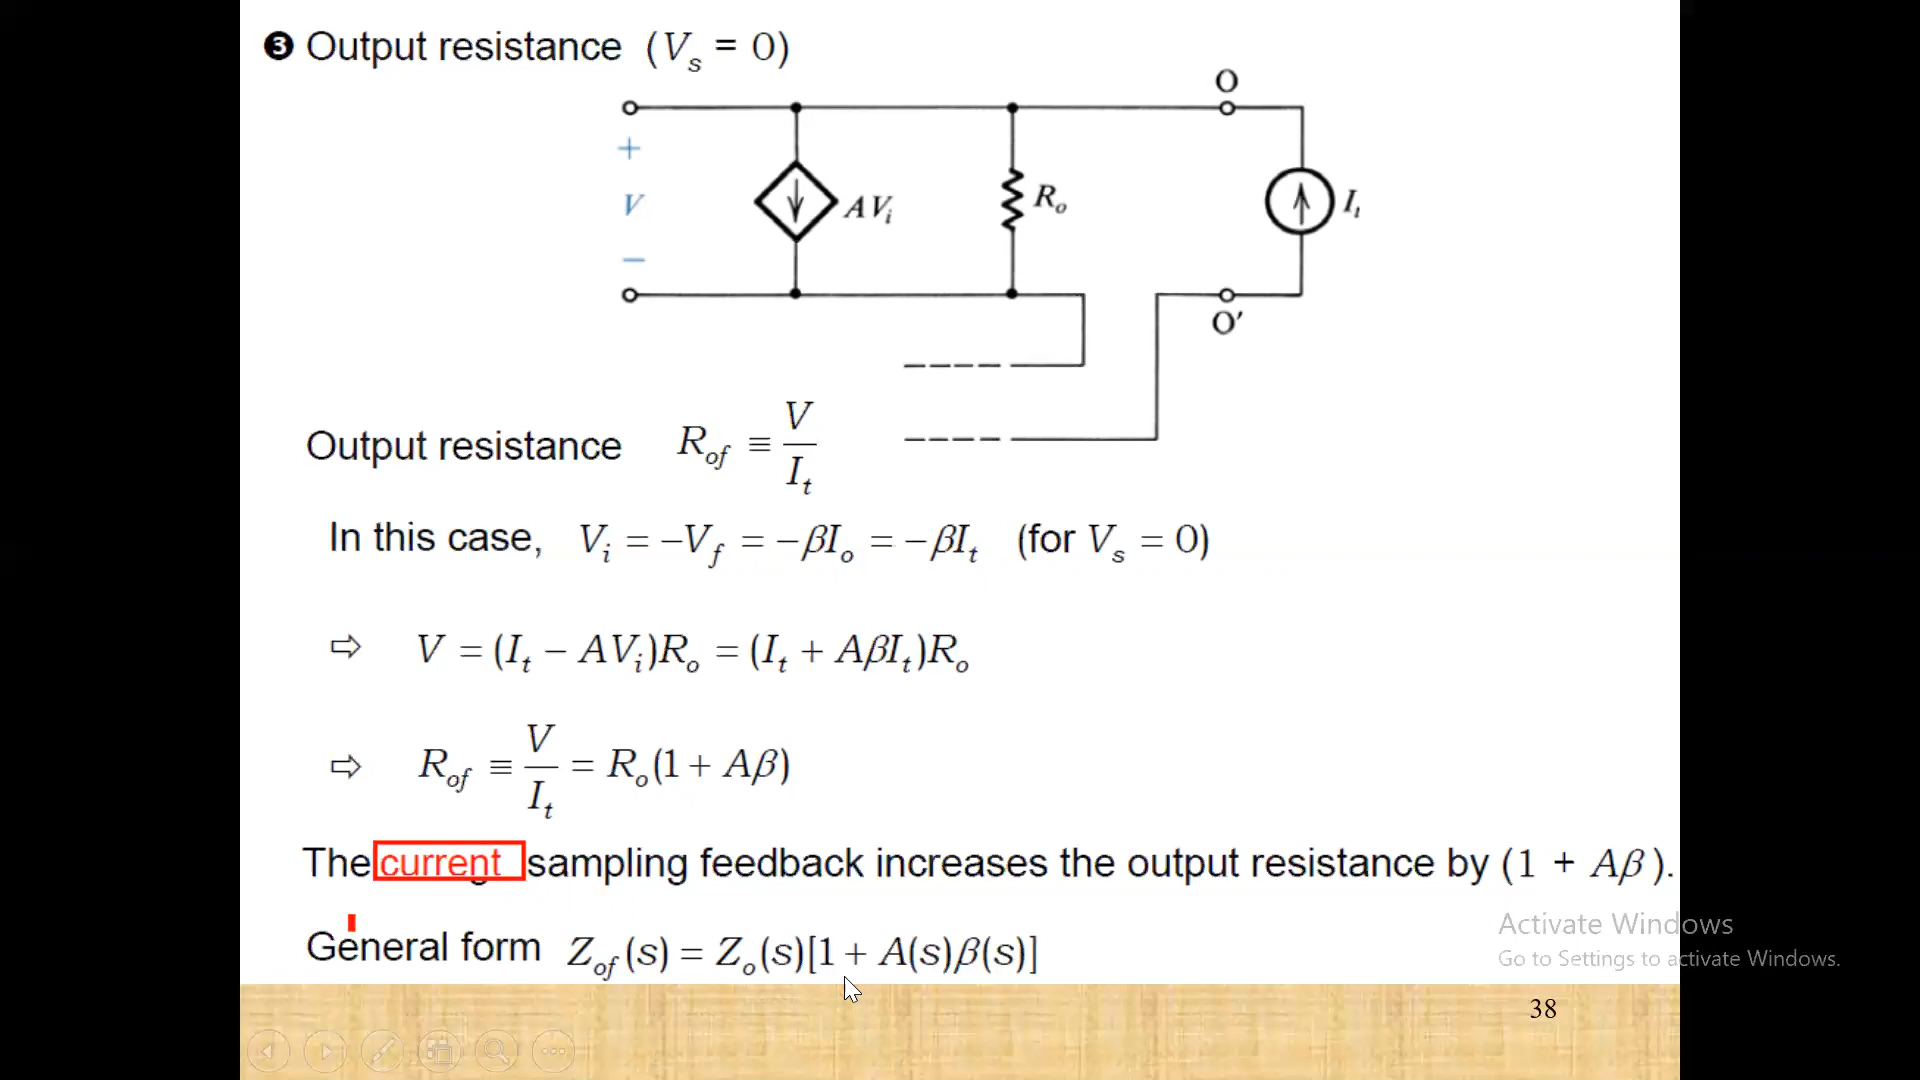 ❸ Output resistance (Vs = 0)
O
+
V
−
AVi
Ro
It
O′
Output resistance Rof ≡ V/It
In this case, Vi = −Vf = −βIo = −βIt (for Vs = 0)
⇨ V = (It − AVi)Ro = (It + AβIt)Ro
⇨ Rof ≡ V/It = Ro(1 + Aβ)
The current sampling feedback increases the output resistance by (1 + Aβ).
General form Zof(s) = Zo(s)[1 + A(s)β(s)]
Activate Windows
Go to Settings to activate Windows.
38